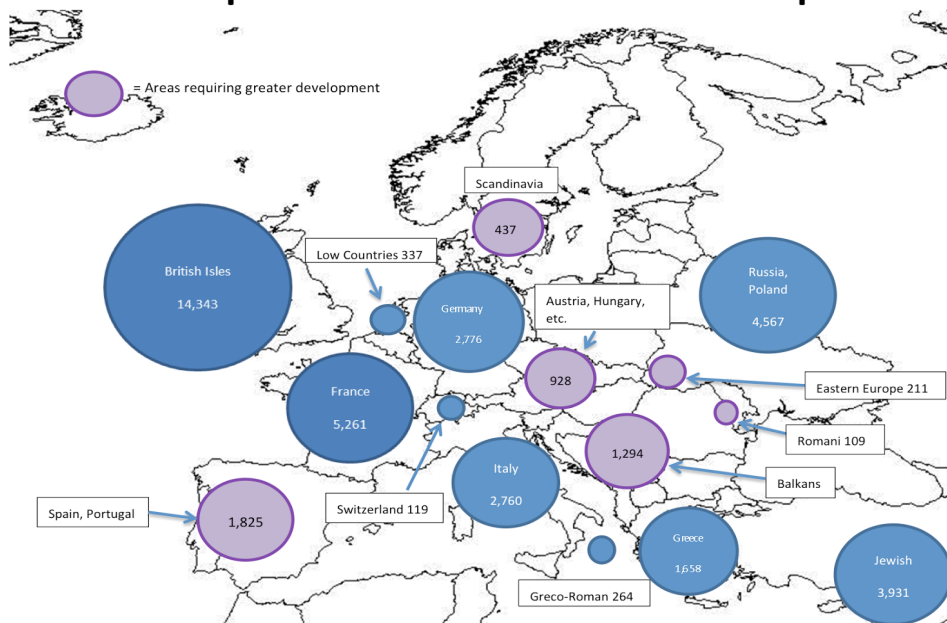 = Areas requiring greater development
Scandinavia
437
British Isles
14,343
Low Countries 337
Germany
2,776
Austria, Hungary,
etc.
Russia,
Poland
4,567
928
Eastern Europe 211
France
5,261
Romani 109
1,294
Balkans
Italy
2,760
Switzerland 119
Spain, Portugal
1,825
Greece
1,658
Greco-Roman 264
Jewish
3,931